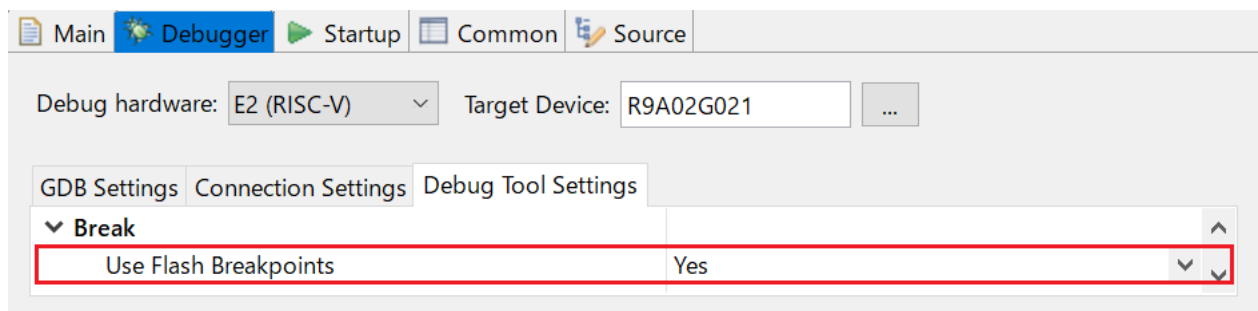 Main Debugger Startup Common Source
Debug hardware: E2 (RISC-V) Target Device: R9A02G021 ...
GDB Settings Connection Settings Debug Tool Settings
Break
Use Flash Breakpoints Yes